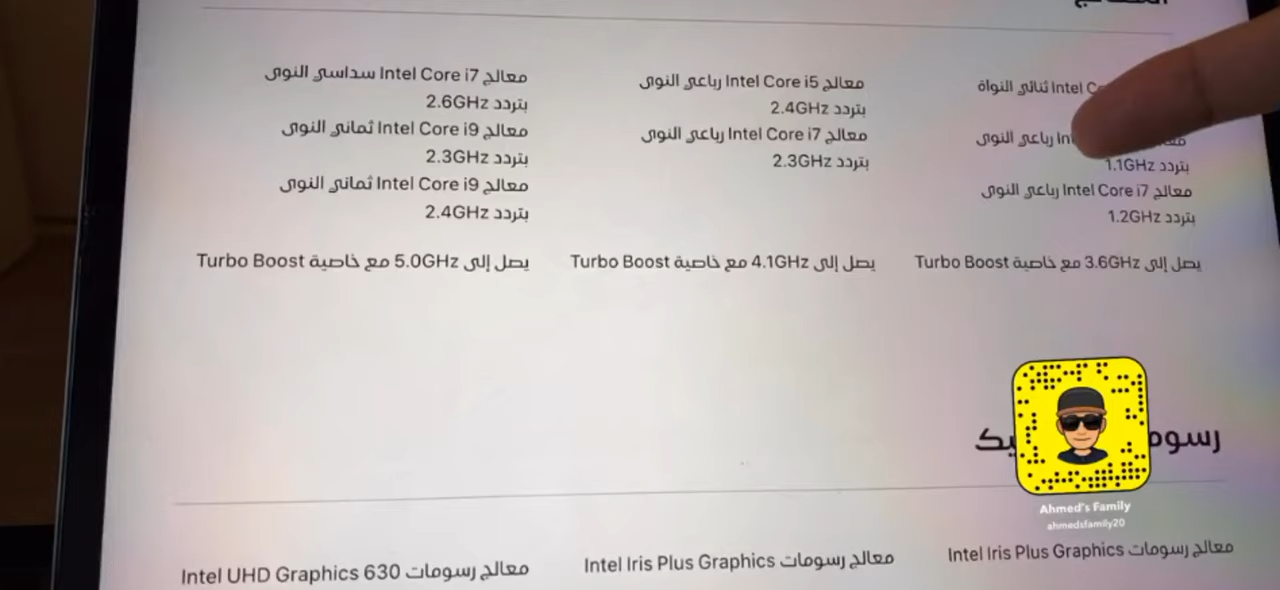 Intel ثنائي النواة
رباعي النوى
بتردد 1.1GHz
معالج Intel Core i7 رباعي النوى
بتردد 1.2GHz
يصل إلى 3.6GHz مع خاصية Turbo Boost
معالج Intel Core i5 رباعي النوى
بتردد 2.4GHz
معالج Intel Core i7 رباعي النوى
بتردد 2.3GHz
يصل إلى 4.1GHz مع خاصية Turbo Boost
معالج Intel Core i7 سداسي النوى
بتردد 2.6GHz
معالج Intel Core i9 ثماني النوى
بتردد 2.3GHz
معالج Intel Core i9 ثماني النوى
بتردد 2.4GHz
يصل إلى 5.0GHz مع خاصية Turbo Boost
Ahmed's Family
ahmedsfamily20
معالج رسومات Intel Iris Plus Graphics
معالج رسومات Intel Iris Plus Graphics
معالج رسومات Intel UHD Graphics 630